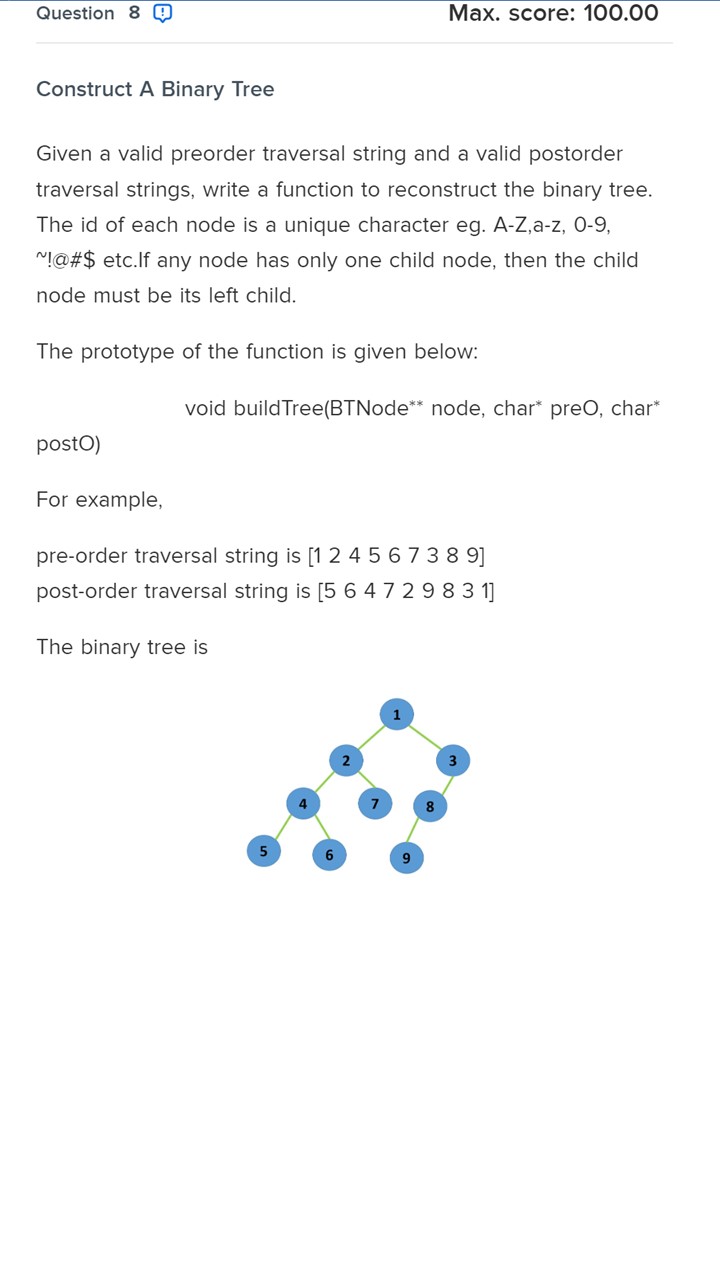 Question 8
Max. score: 100.00
Construct A Binary Tree
Given a valid preorder traversal string and a valid postorder
traversal strings, write a function to reconstruct the binary tree.
The id of each node is a unique character eg. A-Z,a-z, 0-9,
~!@#$ etc.If any node has only one child node, then the child
node must be its left child.
The prototype of the function is given below:
void buildTree(BTNode** node, char* preO, char*
postO)
For example,
pre-order traversal string is [1 2 4 5 6 7 3 8 9]
post-order traversal string is [5 6 4 7 2 9 8 3 1]
The binary tree is
1
2 3
4 7 8
5 6 9